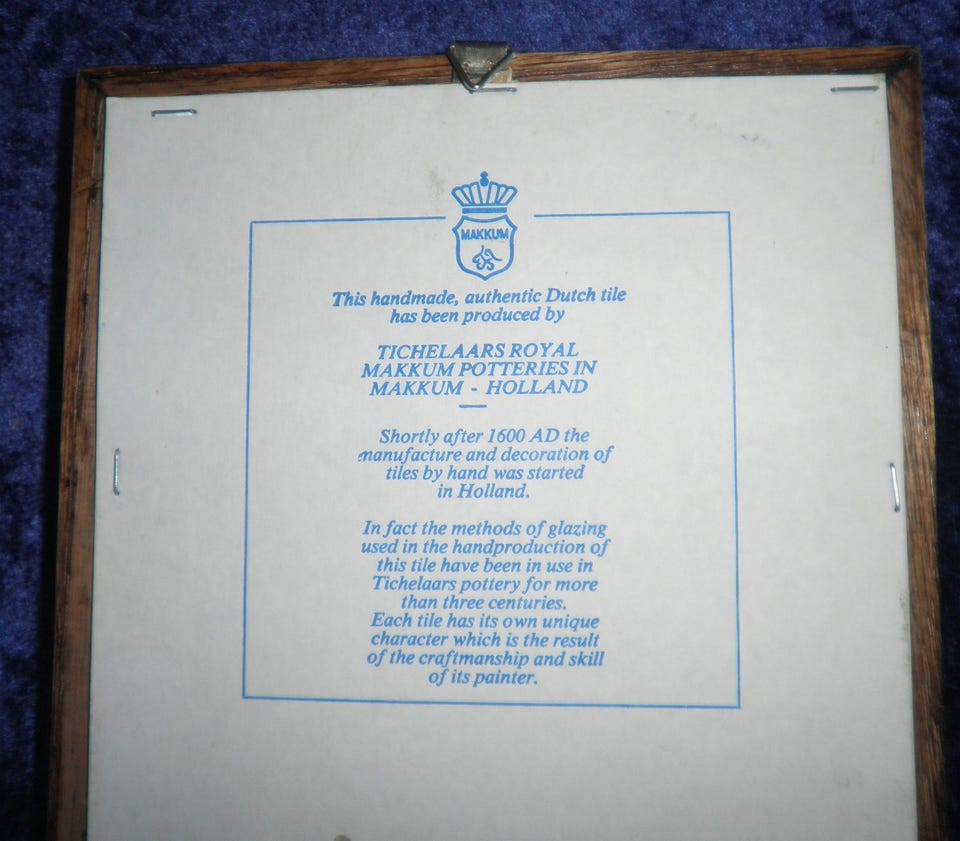 MAKKUM
This handmade, authentic Dutch tile
has been produced by
TICHELAARS ROYAL
MAKKUM POTTERIES IN
MAKKUM - HOLLAND
Shortly after 1600 AD the
manufacture and decoration of
tiles by hand was started
in Holland.
In fact the methods of glazing
used in the handproduction of
this tile have been in use in
Tichelaars pottery for more
than three centuries.
Each tile has its own unique
character which is the result
of the craftmanship and skill
of its painter.